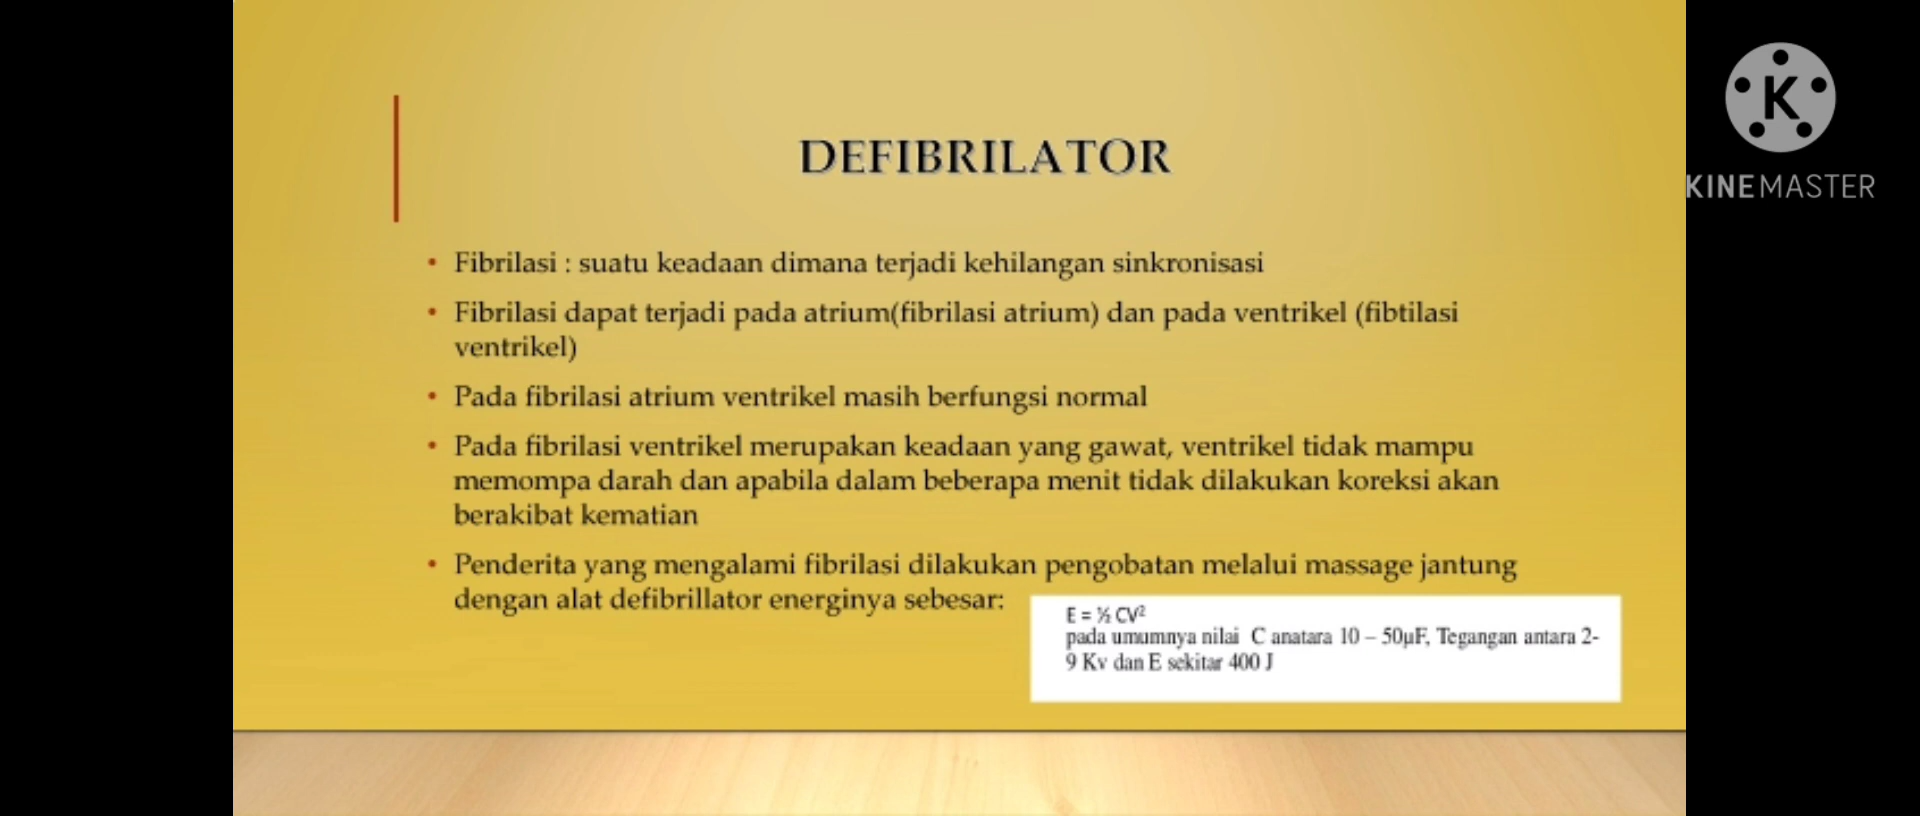 DEFIBRILATOR
K
KINEMASTER
• Fibrilasi : suatu keadaan dimana terjadi kehilangan sinkronisasi
• Fibrilasi dapat terjadi pada atrium(fibrilasi atrium) dan pada ventrikel (fibtilasi
ventrikel)
• Pada fibrilasi atrium ventrikel masih berfungsi normal
• Pada fibrilasi ventrikel merupakan keadaan yang gawat, ventrikel tidak mampu
memompa darah dan apabila dalam beberapa menit tidak dilakukan koreksi akan
berakibat kematian
• Penderita yang mengalami fibrilasi dilakukan pengobatan melalui massage jantung
dengan alat defibrillator energinya sebesar:
E = ½ CV²
pada umumnya nilai C anatara 10 – 50µF, Tegangan antara 2-
9 Kv dan E sekitar 400 J